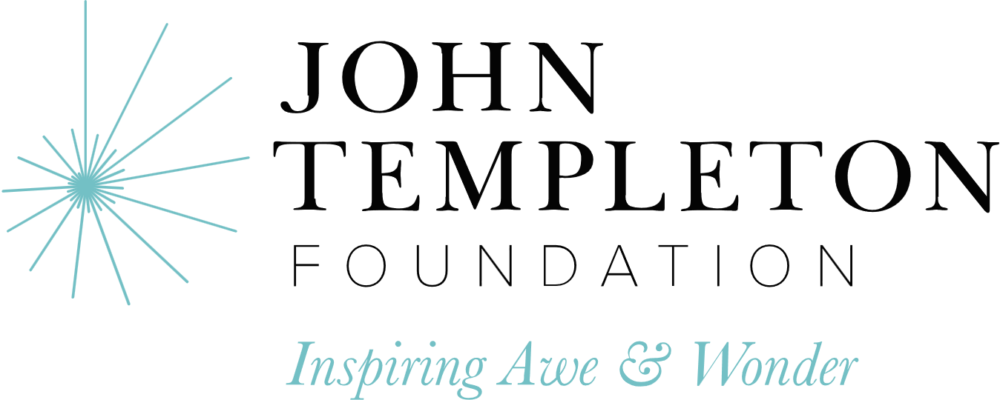 JOHN
TEMPLETON
FOUNDATION
Inspiring Awe & Wonder